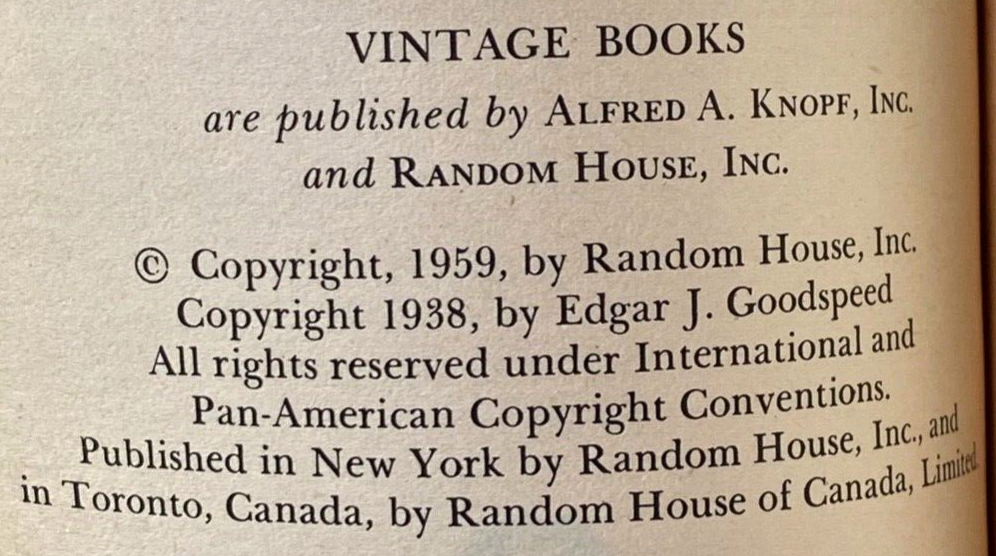 VINTAGE BOOKS
are published by ALFRED A. KNOPF, INC.
and RANDOM HOUSE, INC.
© Copyright, 1959, by Random House, Inc.
Copyright 1938, by Edgar J. Goodspeed
All rights reserved under International and
Pan-American Copyright Conventions.
Published in New York by Random House, Inc., and
in Toronto, Canada, by Random House of Canada, Limited.